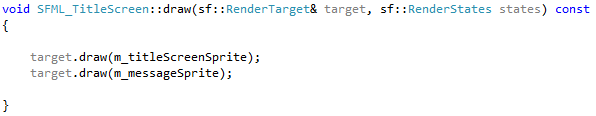 void SFML_TitleScreen::draw(sf::RenderTarget& target, sf::RenderStates states) const
{
target.draw(m_titleScreenSprite);
target.draw(m_messageSprite);
}